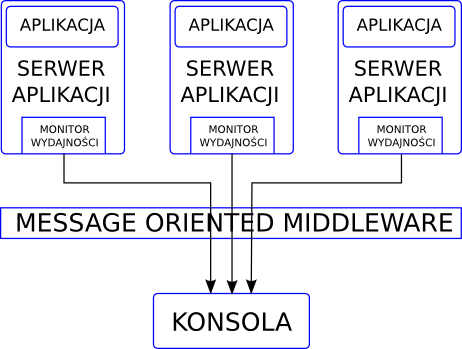 APLIKACJA
SERWER
APLIKACJI
MONITOR
WYDAJNOŚCI
APLIKACJA
SERWER
APLIKACJI
MONITOR
WYDAJNOŚCI
APLIKACJA
SERWER
APLIKACJI
MONITOR
WYDAJNOŚCI
MESSAGE ORIENTED MIDDLEWARE
KONSOLA